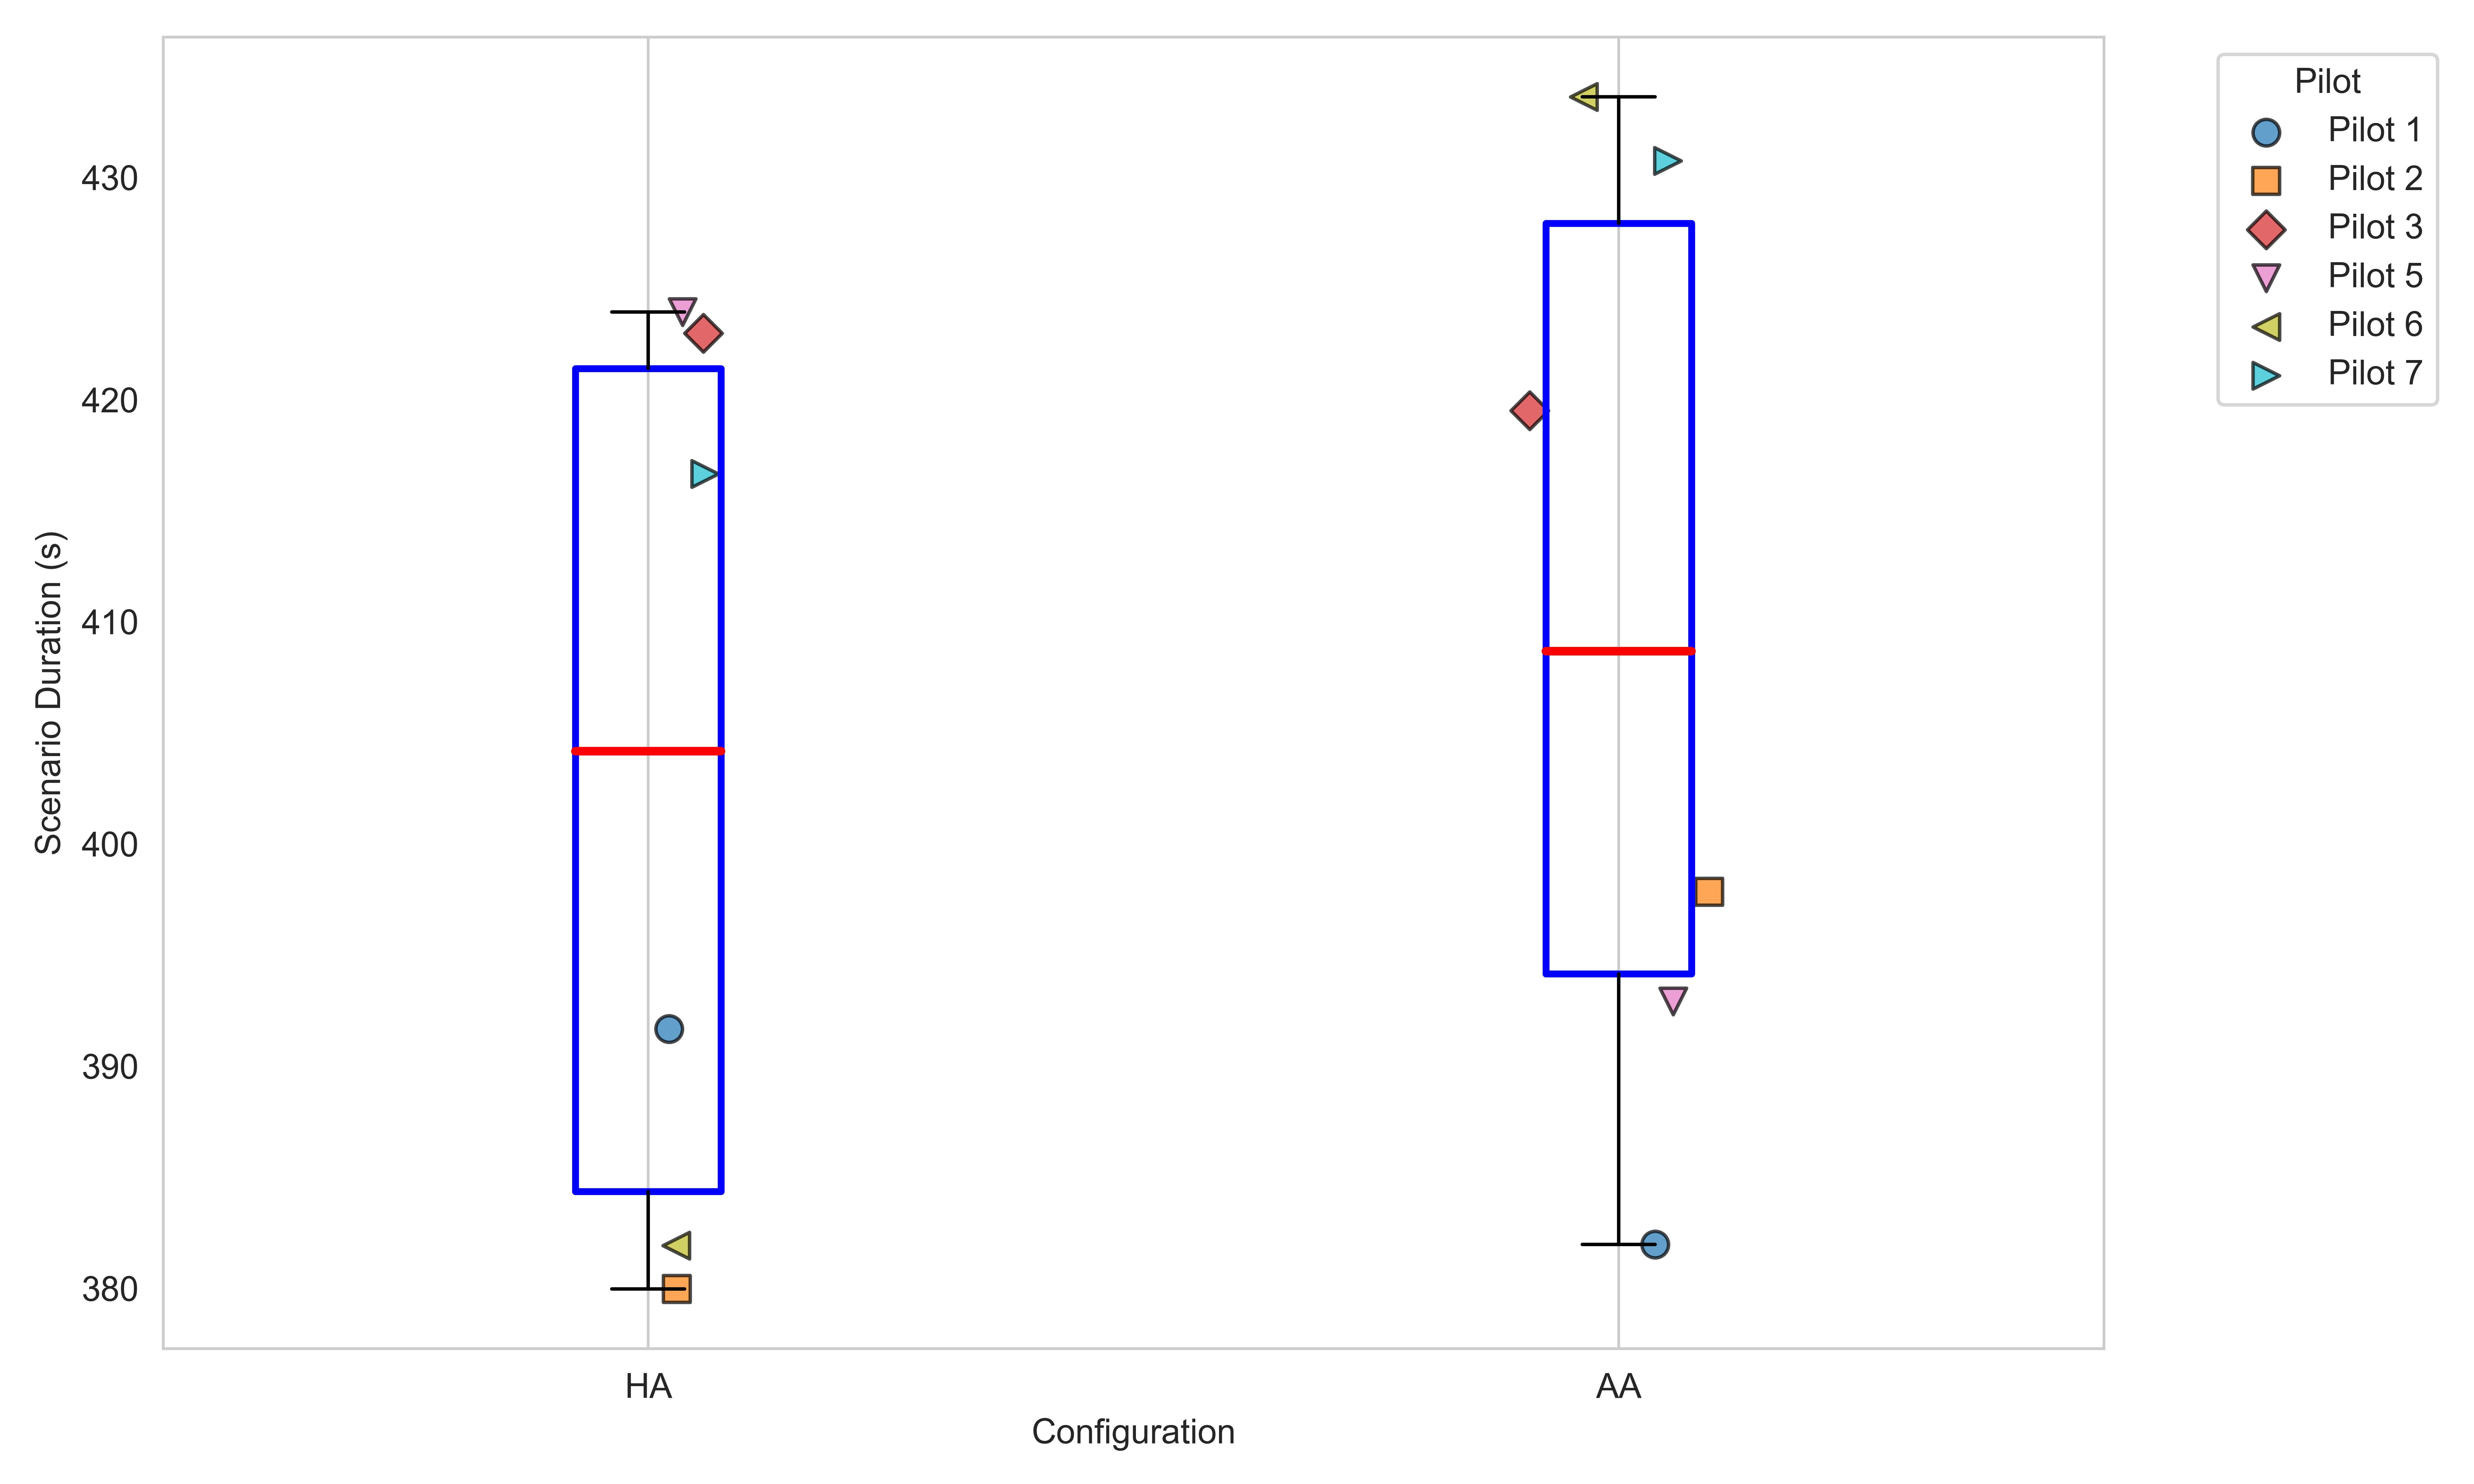 Pilot
Pilot 1
Pilot 2
Pilot 3
Pilot 5
Pilot 6
Pilot 7
430
420
410
400
390
380
Scenario Duration (s)
HA
AA
Configuration